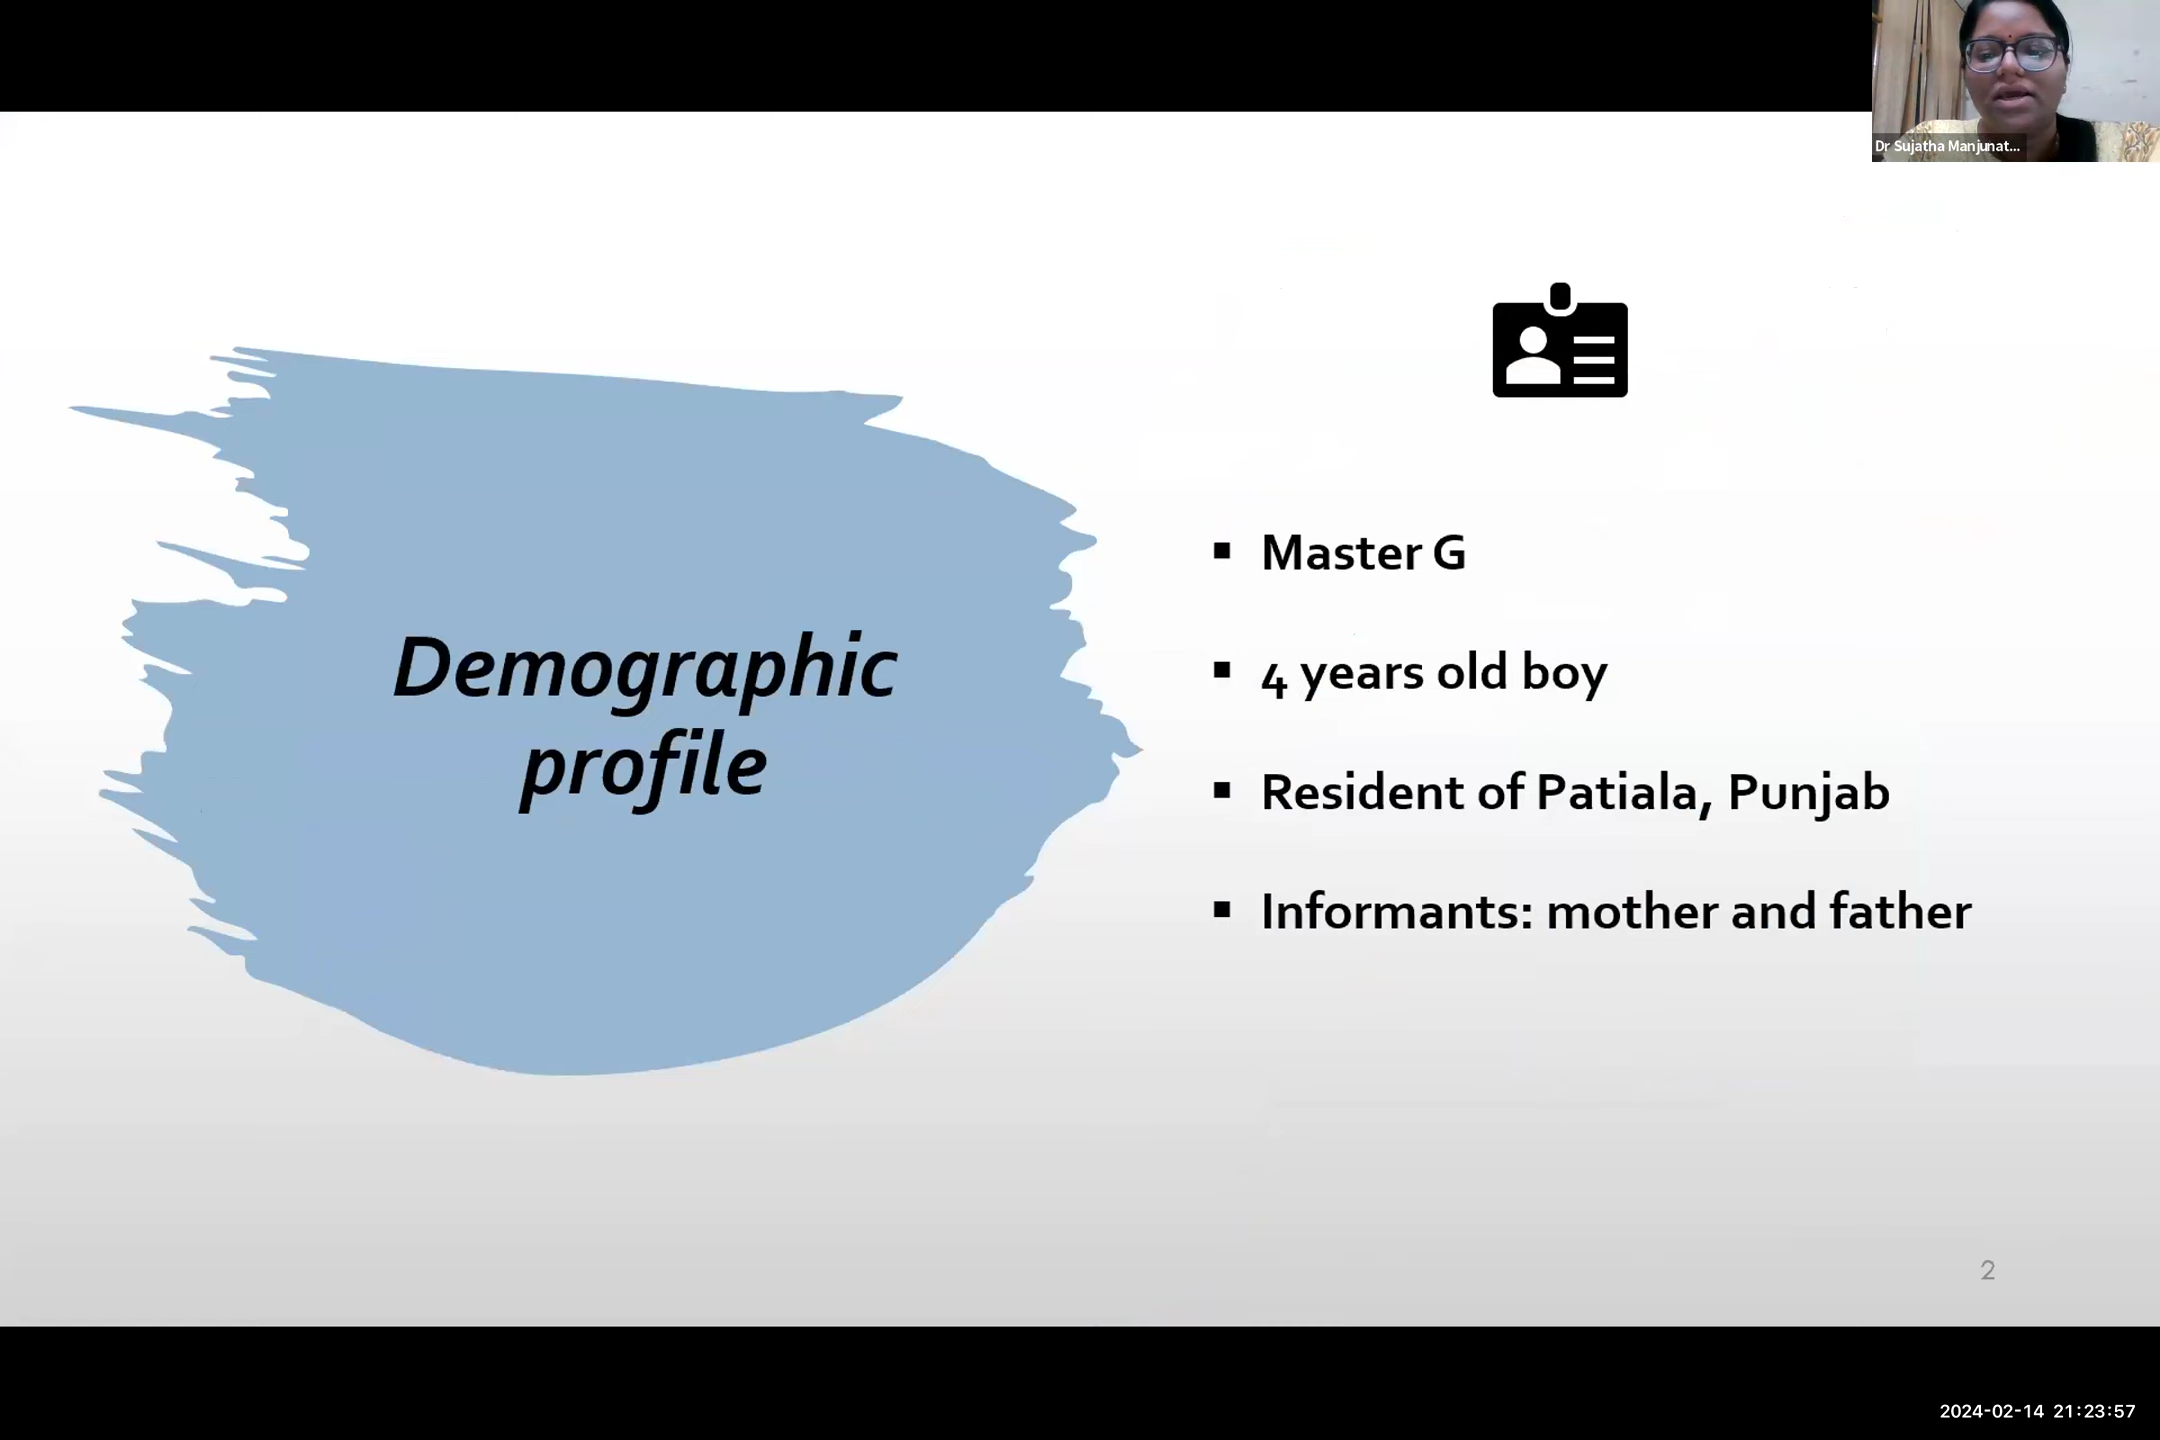 Dr Sujatha Manjunat...
Demographic
profile
▪ Master G
▪ 4 years old boy
▪ Resident of Patiala, Punjab
▪ Informants: mother and father
2
2024-02-14 21:23:57